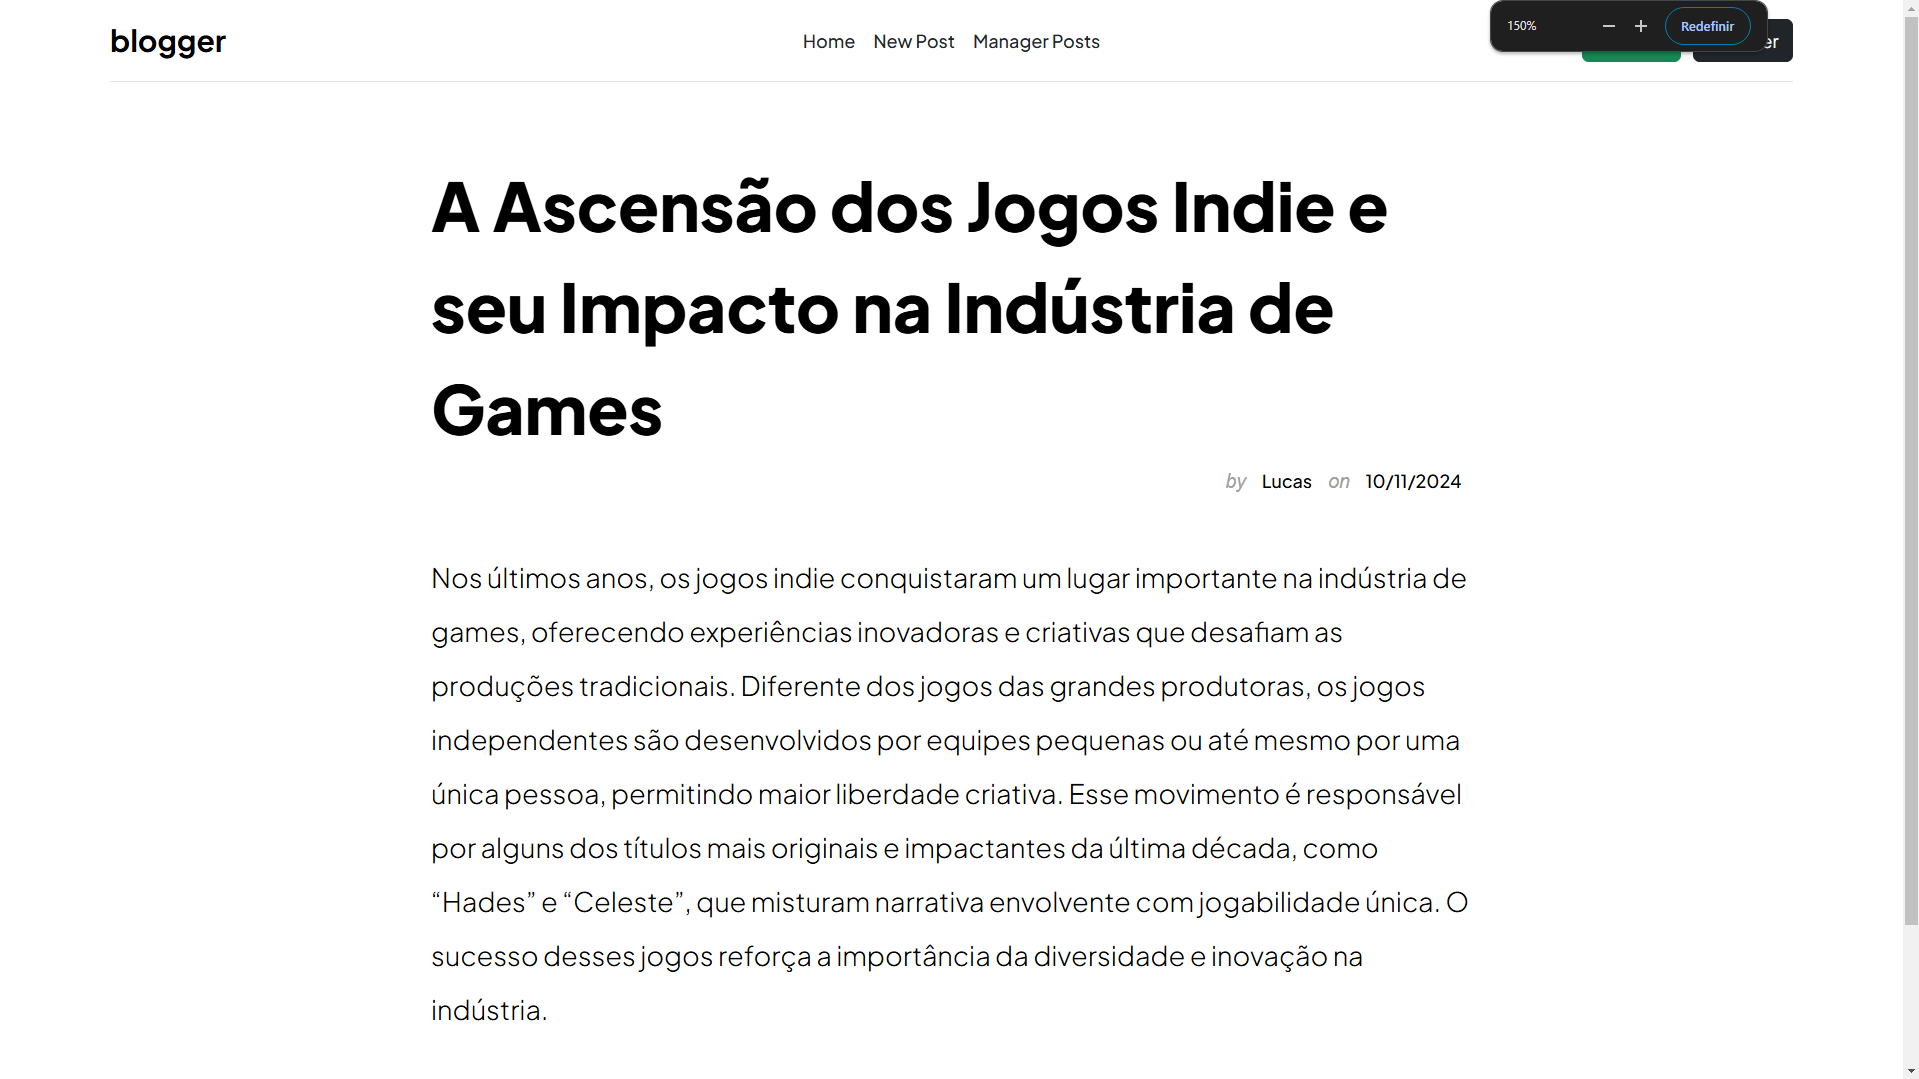 blogger
Home New Post Manager Posts
150% Redefinir
A Ascensão dos Jogos Indie e
seu Impacto na Indústria de
Games
by Lucas on 10/11/2024
Nos últimos anos, os jogos indie conquistaram um lugar importante na indústria de
games, oferecendo experiências inovadoras e criativas que desafiam as
produções tradicionais. Diferente dos jogos das grandes produtoras, os jogos
independentes são desenvolvidos por equipes pequenas ou até mesmo por uma
única pessoa, permitindo maior liberdade criativa. Esse movimento é responsável
por alguns dos títulos mais originais e impactantes da última década, como
“Hades” e “Celeste”, que misturam narrativa envolvente com jogabilidade única. O
sucesso desses jogos reforça a importância da diversidade e inovação na
indústria.